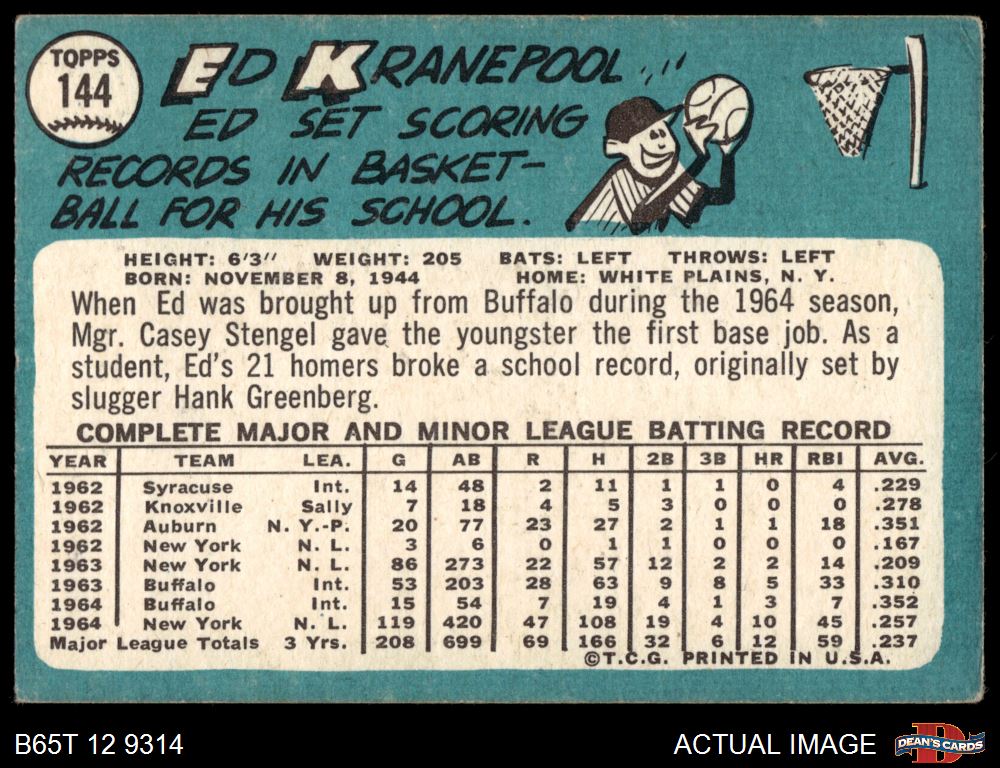 TOPPS
144
ED KRANEPOOL
ED SET SCORING
RECORDS IN BASKET-
BALL FOR HIS SCHOOL.
HEIGHT: 6'3" WEIGHT: 205 BATS: LEFT THROWS: LEFT
BORN: NOVEMBER 8, 1944 HOME: WHITE PLAINS, N. Y.
When Ed was brought up from Buffalo during the 1964 season,
Mgr. Casey Stengel gave the youngster the first base job. As a
student, Ed's 21 homers broke a school record, originally set by
slugger Hank Greenberg.
COMPLETE MAJOR AND MINOR LEAGUE BATTING RECORD
YEAR TEAM LEA. G AB R H 2B 3B HR RBI AVG.
1962 Syracuse Int. 14 48 2 11 1 1 0 4 .229
1962 Knoxville Sally 7 18 4 5 3 0 0 0 .278
1962 Auburn N. Y.-P. 20 77 23 27 2 1 1 18 .351
1962 New York N. L. 3 6 0 1 1 0 0 0 .167
1963 New York N. L. 86 273 22 57 12 2 2 14 .209
1963 Buffalo Int. 53 203 28 63 9 8 5 33 .310
1964 Buffalo Int. 15 54 7 19 4 1 3 7 .352
1964 New York N. L. 119 420 47 108 19 4 10 45 .257
Major League Totals 3 Yrs. 208 699 69 166 32 6 12 59 .237
©T.C.G. PRINTED IN U.S.A.
B65T 12 9314
ACTUAL IMAGE
D
DEAN'S CARDS